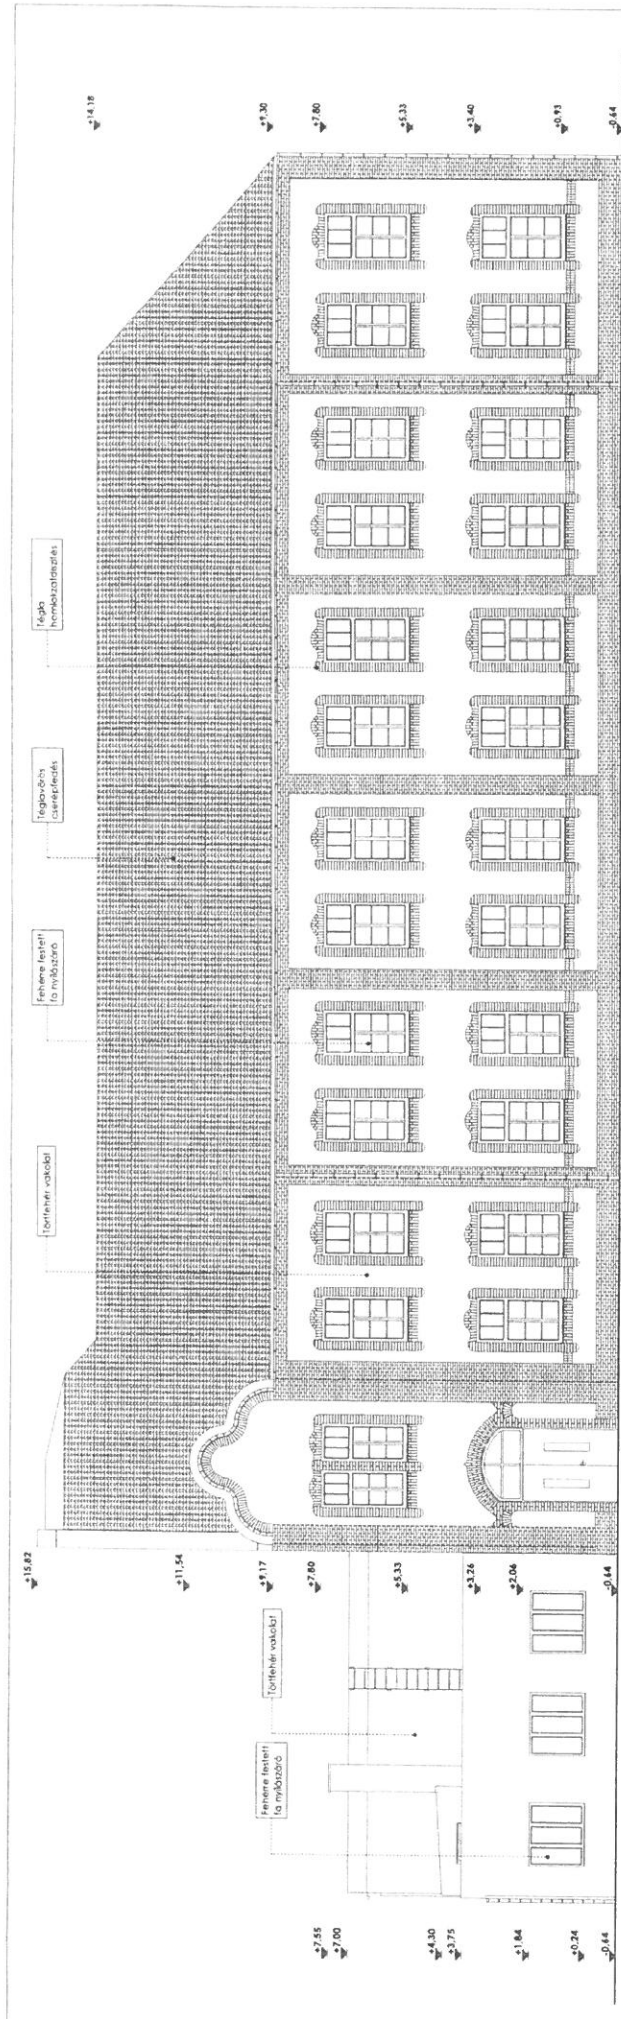 +7.55
+7.00
+4.30
+3.75
+1.84
+0.24
-0.64
Fehérre festett
fa nyílászáró
Törtfehér vakolat
+15.82
+11.54
+9.17
+7.80
+5.33
+3.26
+2.06
-0.64
Törtfehér vakolat
Fehérre festett
fa nyílászáró
Téglavörös
cserépfedés
Tégla
homlokzatdíszítés
+14.18
+9.30
+7.80
+5.33
+3.40
+0.93
-0.64